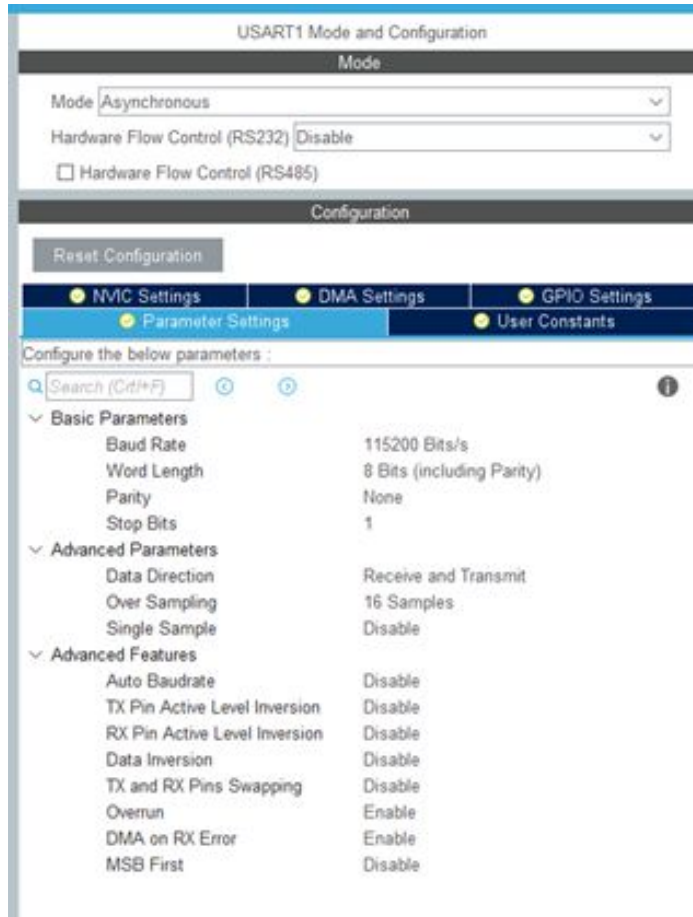 USART1 Mode and Configuration
Mode
Mode Asynchronous
Hardware Flow Control (RS232) Disable
Hardware Flow Control (RS485)
Configuration
Reset Configuration
NVIC Settings DMA Settings GPIO Settings
Parameter Settings User Constants
Configure the below parameters :
Search (Crtl+F)
Basic Parameters
Baud Rate 115200 Bits/s
Word Length 8 Bits (including Parity)
Parity None
Stop Bits 1
Advanced Parameters
Data Direction Receive and Transmit
Over Sampling 16 Samples
Single Sample Disable
Advanced Features
Auto Baudrate Disable
TX Pin Active Level Inversion Disable
RX Pin Active Level Inversion Disable
Data Inversion Disable
TX and RX Pins Swapping Disable
Overrun Enable
DMA on RX Error Enable
MSB First Disable